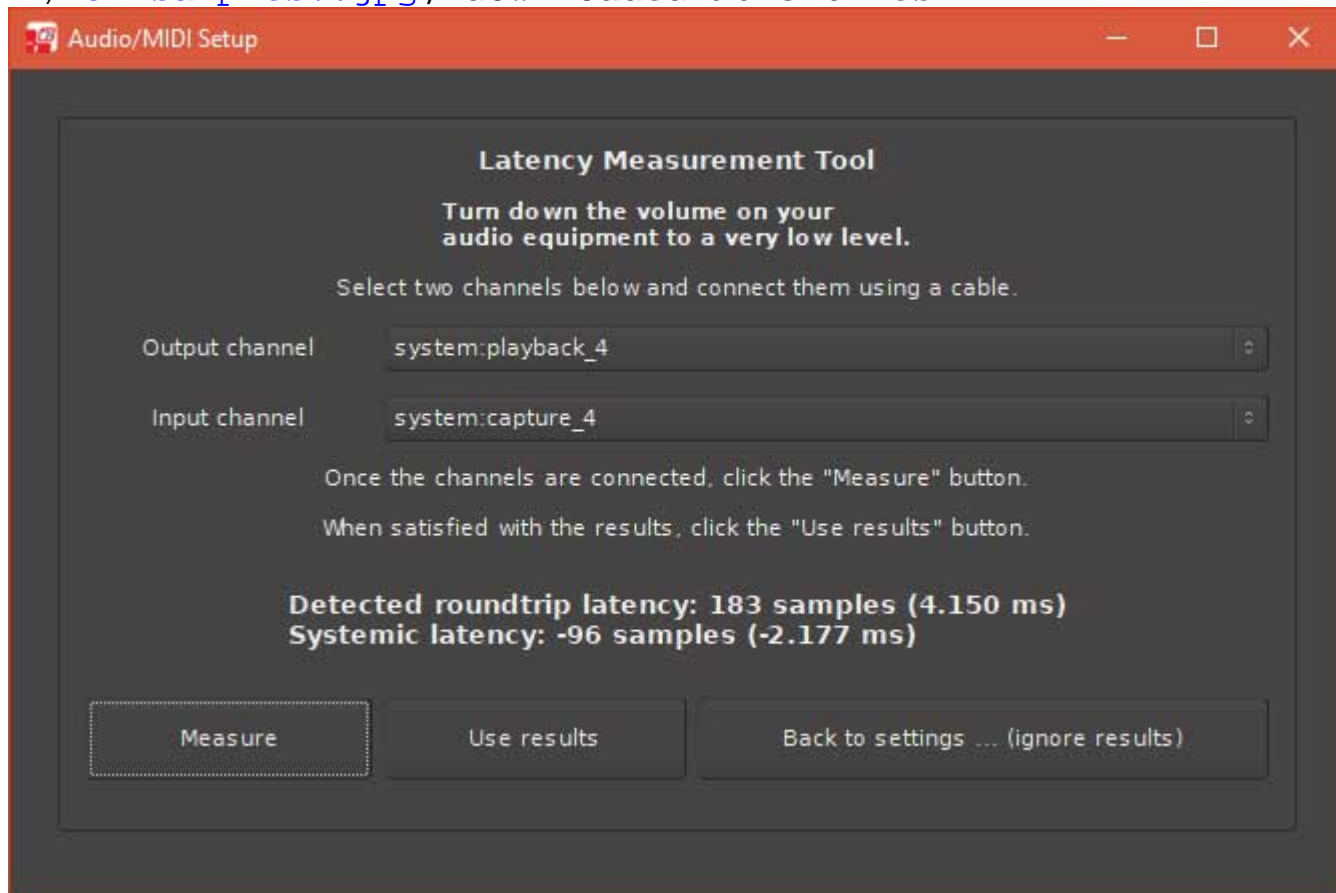 Audio/MIDI Setup
Latency Measurement Tool
Turn down the volume on your
audio equipment to a very low level.
Select two channels below and connect them using a cable.
Output channel system:playback_4
Input channel system:capture_4
Once the channels are connected, click the "Measure" button.
When satisfied with the results, click the "Use results" button.
Detected roundtrip latency: 183 samples (4.150 ms)
Systemic latency: -96 samples (-2.177 ms)
Measure Use results Back to settings ... (ignore results)